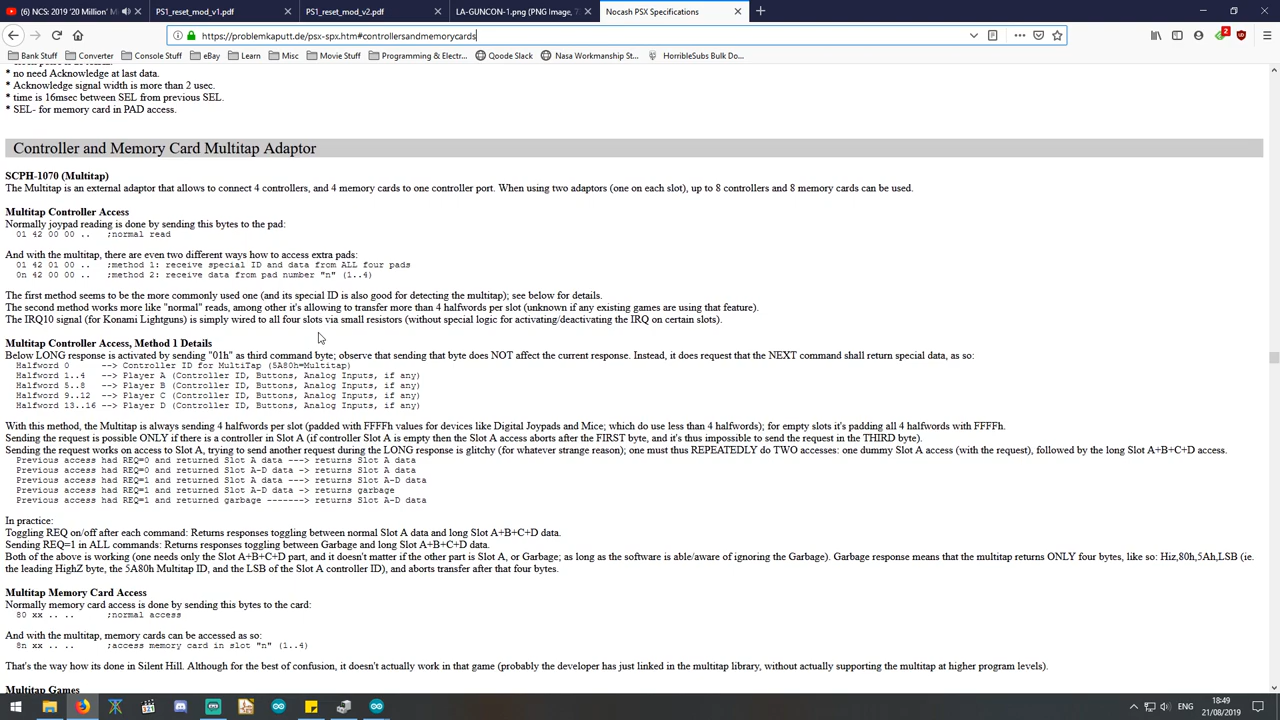 (6) NCS: 2019 '20 Million' M
PS1_reset_mod_v1.pdf
PS1_reset_mod_v2.pdf
LA-GUNCON-1.png (PNG Image, 7
Nocash PSX Specifications
https://problemkaputt.de/psx-spx.htm#controllersandmemorycards
2
Bank Stuff
Converter
Console Stuff
eBay
Learn
Misc
Movie Stuff
Programming & Electr...
Qoode Slack
Nasa Workmanship St...
HorribleSubs Bulk Do...
* no need Acknowledge at last data.
* Acknowledge signal width is more than 2 usec.
* time is 16msec between SEL from previous SEL.
* SEL- for memory card in PAD access.
Controller and Memory Card Multitap Adaptor
SCPH-1070 (Multitap)
The Multitap is an external adaptor that allows to connect 4 controllers, and 4 memory cards to one controller port. When using two adaptors (one on each slot), up to 8 controllers and 8 memory cards can be used.
Multitap Controller Access
Normally joypad reading is done by sending this bytes to the pad:
01 42 00 00 .. ;normal read
And with the multitap, there are even two different ways how to access extra pads:
01 42 01 00 .. ;method 1: receive special ID and data from ALL four pads
0n 42 00 00 .. ;method 2: receive data from pad number "n" (1..4)
The first method seems to be the more commonly used one (and its special ID is also good for detecting the multitap); see below for details.
The second method works more like "normal" reads, among other it's allowing to transfer more than 4 halfwords per slot (unknown if any existing games are using that feature).
The IRQ10 signal (for Konami Lightguns) is simply wired to all four slots via small resistors (without special logic for activating/deactivating the IRQ on certain slots).
Multitap Controller Access, Method 1 Details
Below LONG response is activated by sending "01h" as third command byte; observe that sending that byte does NOT affect the current response. Instead, it does request that the NEXT command shall return special data, as so:
Halfword 0 --> Controller ID for MultiTap (5A80h=Multitap)
Halfword 1..4 --> Player A (Controller ID, Buttons, Analog Inputs, if any)
Halfword 5..8 --> Player B (Controller ID, Buttons, Analog Inputs, if any)
Halfword 9..12 --> Player C (Controller ID, Buttons, Analog Inputs, if any)
Halfword 13..16 --> Player D (Controller ID, Buttons, Analog Inputs, if any)
With this method, the Multitap is always sending 4 halfwords per slot (padded with FFFFh values for devices like Digital Joypads and Mice; which do use less than 4 halfwords); for empty slots it's padding all 4 halfwords with FFFFh.
Sending the request is possible ONLY if there is a controller in Slot A (if controller Slot A is empty then the Slot A access aborts after the FIRST byte, and it's thus impossible to send the request in the THIRD byte).
Sending the request works on access to Slot A, trying to send another request during the LONG response is glitchy (for whatever strange reason); one must thus REPEATEDLY do TWO accesses: one dummy Slot A access (with the request), followed by the long Slot A+B+C+D access.
Previous access had REQ=0 and returned Slot A data ---> returns Slot A data
Previous access had REQ=0 and returned Slot A-D data -> returns Slot A data
Previous access had REQ=1 and returned Slot A data ---> returns Slot A-D data
Previous access had REQ=1 and returned Slot A-D data -> returns garbage
Previous access had REQ=1 and returned garbage -------> returns Slot A-D data
In practice:
Toggling REQ on/off after each command: Returns responses toggling between normal Slot A data and long Slot A+B+C+D data.
Sending REQ=1 in ALL commands: Returns responses toggling between Garbage and long Slot A+B+C+D data.
Both of the above is working (one needs only the Slot A+B+C+D part, and it doesn't matter if the other part is Slot A, or Garbage; as long as the software is able/aware of ignoring the Garbage). Garbage response means that the multitap returns ONLY four bytes, like so: Hiz,80h,5Ah,LSB (ie.
the leading HighZ byte, the 5A80h Multitap ID, and the LSB of the Slot A controller ID), and aborts transfer after that four bytes.
Multitap Memory Card Access
Normally memory card access is done by sending this bytes to the card:
80 xx .. .. ;normal access
And with the multitap, memory cards can be accessed as so:
8n xx .. .. ;access memory card in slot "n" (1..4)
That's the way how its done in Silent Hill. Although for the best of confusion, it doesn't actually work in that game (probably the developer has just linked in the multitap library, without actually supporting the multitap at higher program levels).
Multitap Games
ENG
18:49
21/08/2019